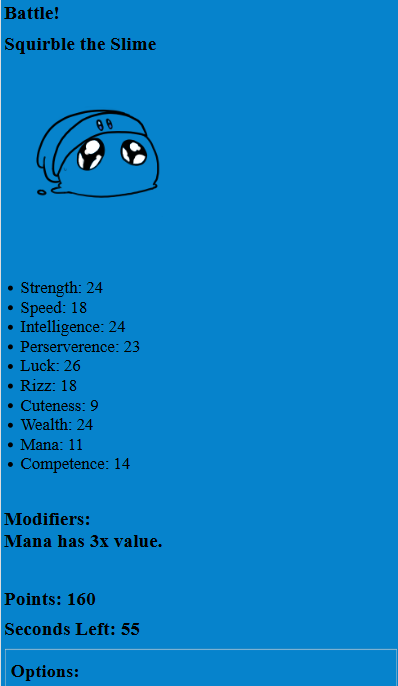 Battle!
Squirble the Slime
Strength: 24
Speed: 18
Intelligence: 24
Perserverence: 23
Luck: 26
Rizz: 18
Cuteness: 9
Wealth: 24
Mana: 11
Competence: 14
Modifiers:
Mana has 3x value.
Points: 160
Seconds Left: 55
Options: